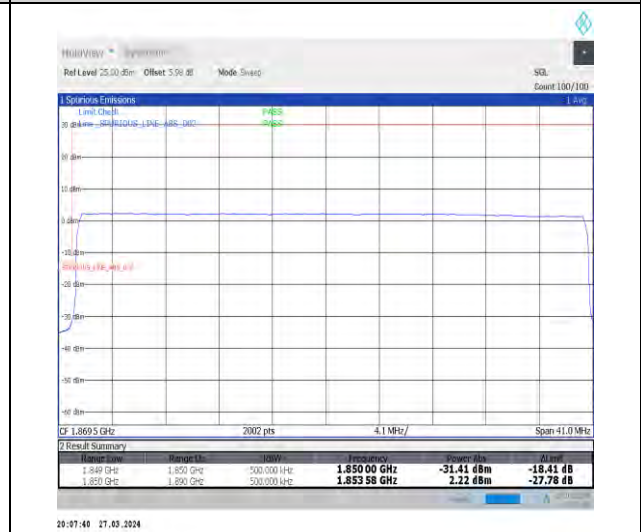 MultiView
Ref Level 25.00 dBm Offset 5.98 dB Mode Sweep SGL
Count 100/100
1 Spurious Emissions 1 Avg
Limit Check PASS
Line _SPURIOUS_LINE_ABS_002 PASS
20 dBm
10 dBm
0 dBm
-10 dBm
-20 dBm
-30 dBm
-40 dBm
-50 dBm
-60 dBm
CF 1.8695 GHz 2002 pts 4.1 MHz/ Span 41.0 MHz
2 Result Summary
Range Low Range Up RBW Frequency Power Abs ΔLimit
1.849 GHz 1.850 GHz 500.000 kHz 1.85000 GHz -31.41 dBm -18.41 dB
1.850 GHz 1.890 GHz 500.000 kHz 1.85358 GHz 2.22 dBm -27.78 dB
20:07:40 27.03.2024